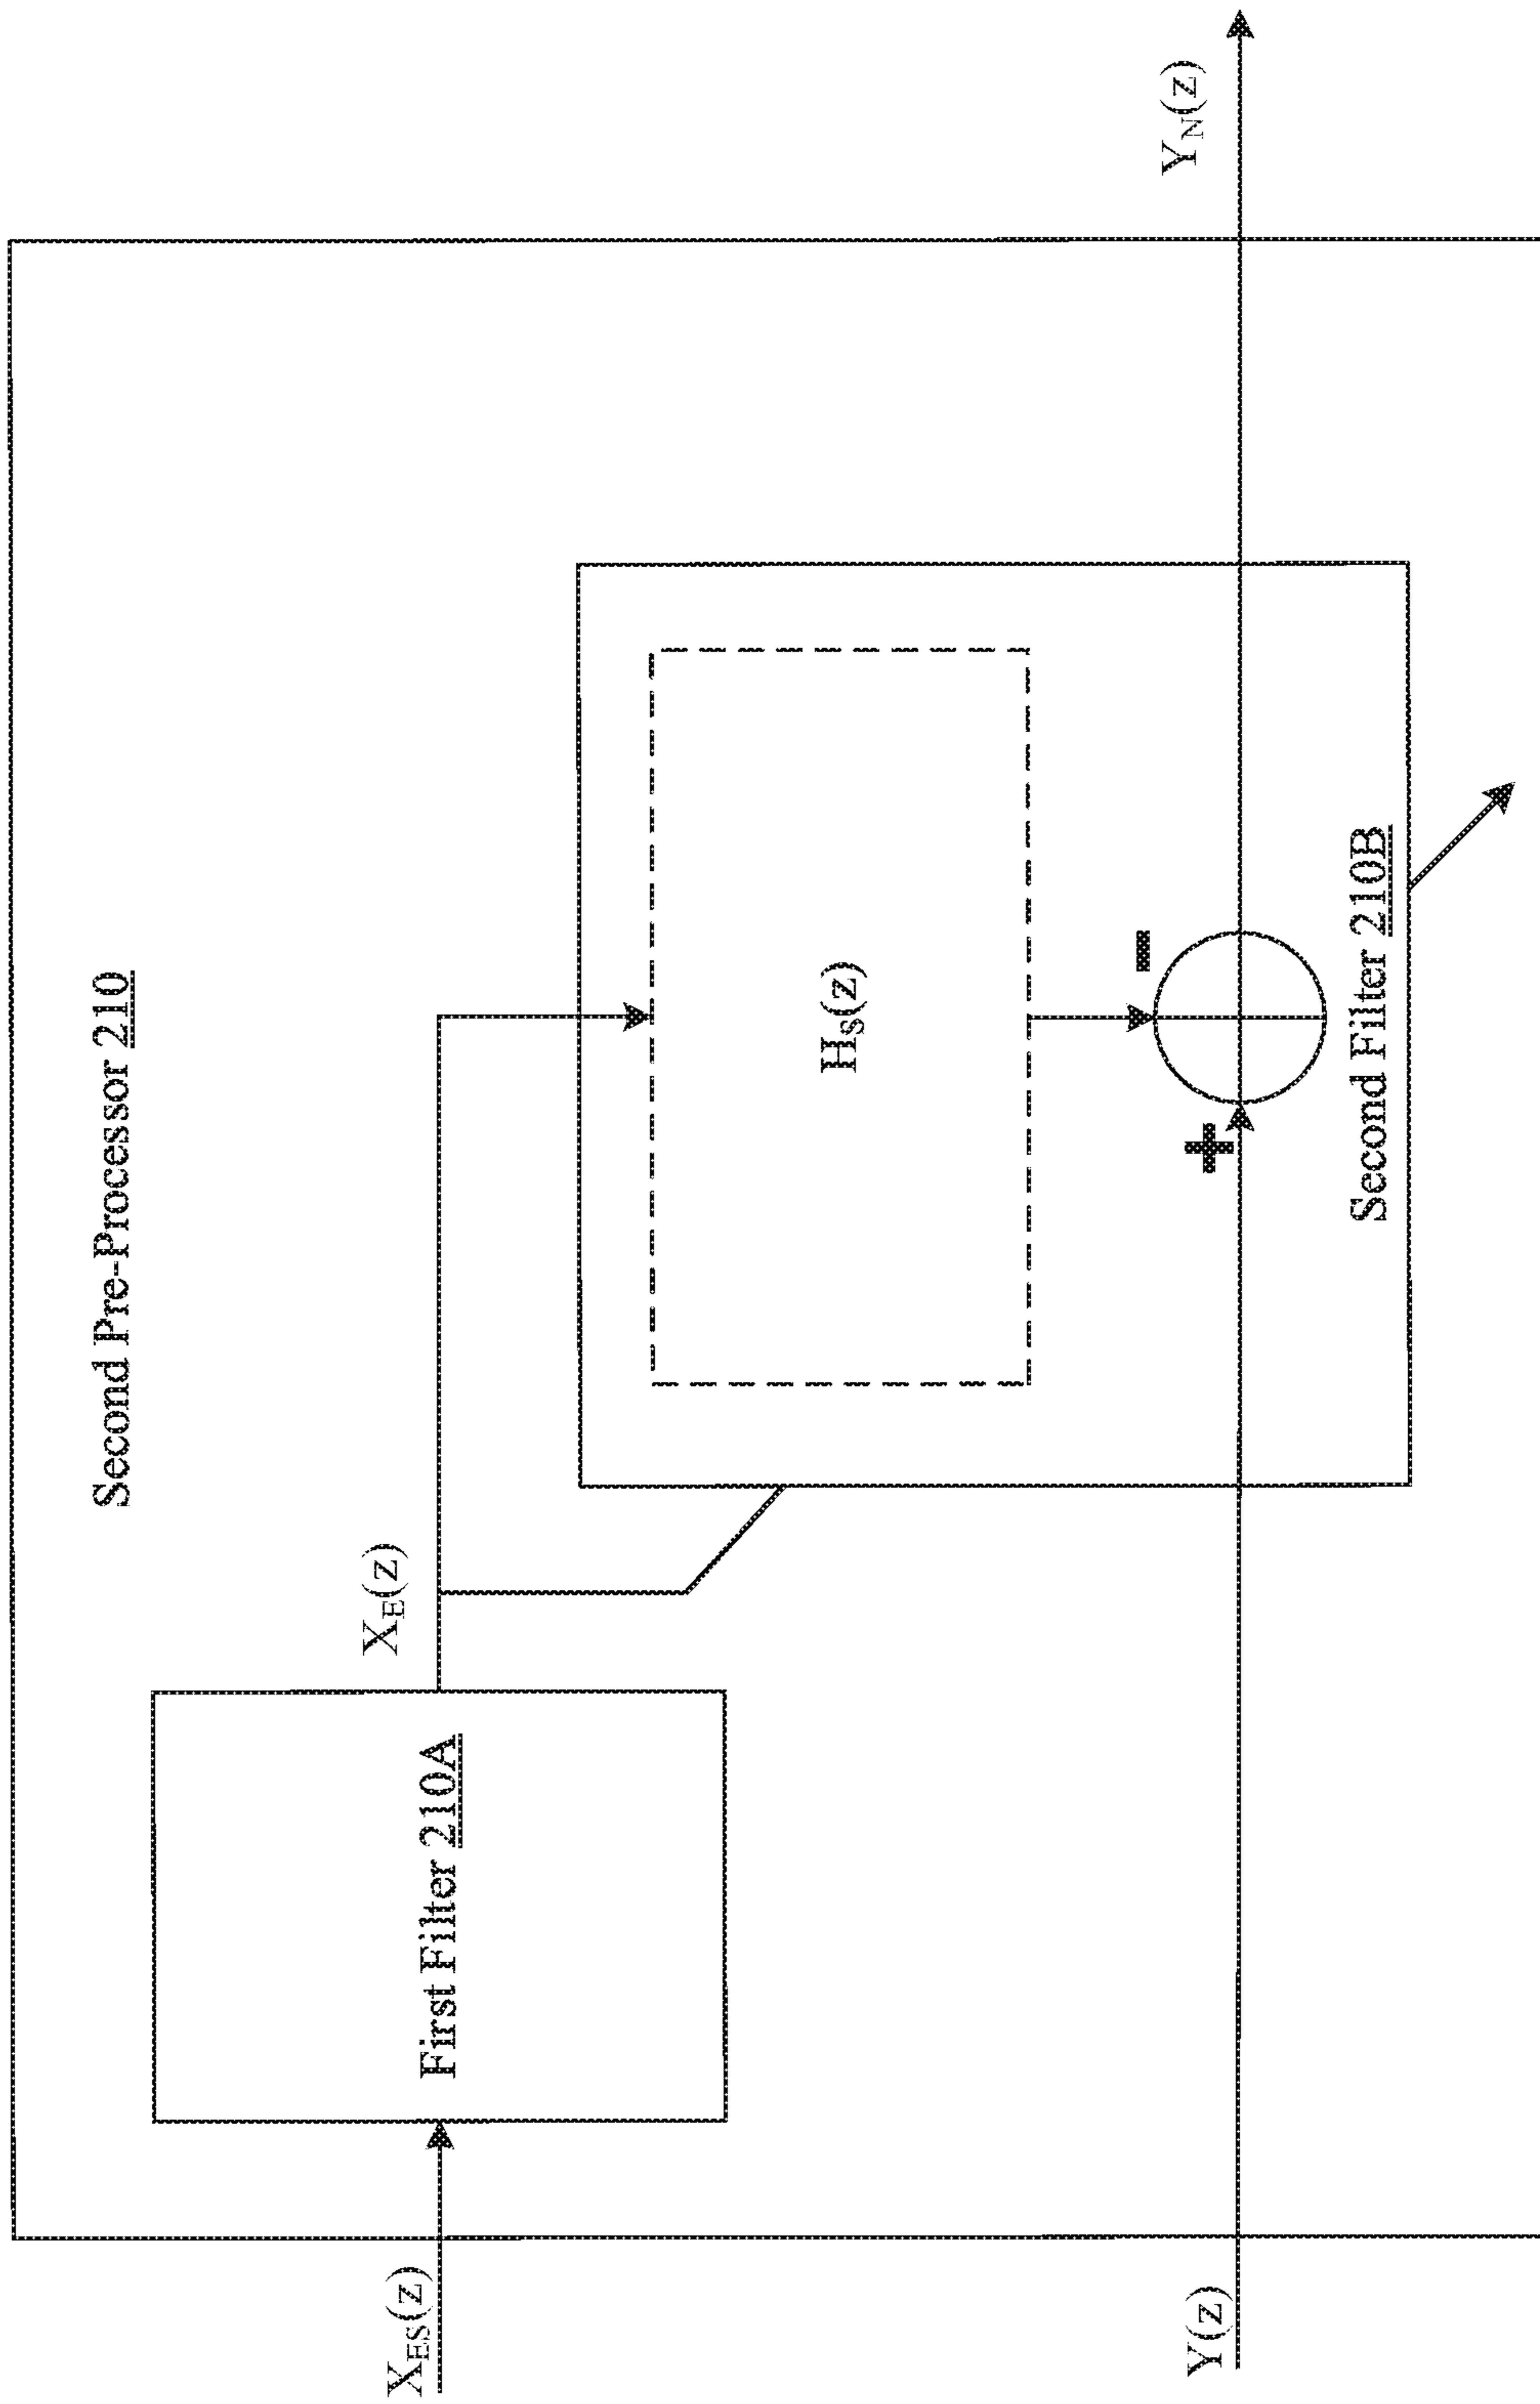 Second Pre-Processor 210
X_ES(z)
First Filter 210A
X_E(z)
H_S(z)
Y(z)
+
-
Second Filter 210B
Y_N(z)